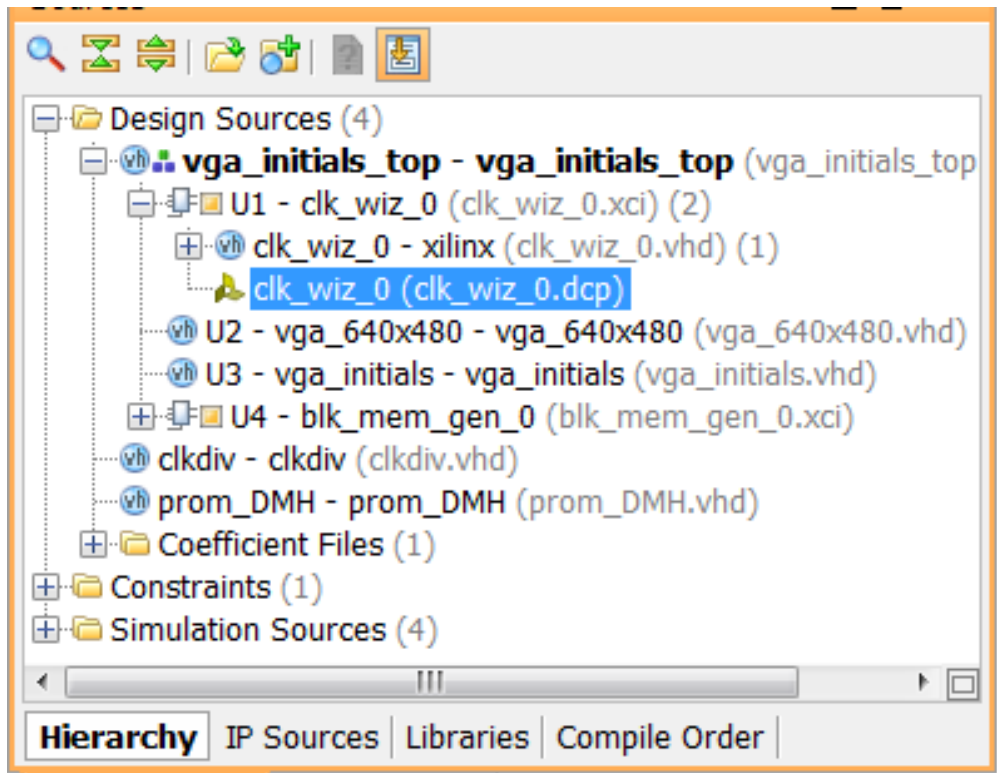 Sources
Design Sources (4)
vga_initials_top - vga_initials_top (vga_initials_top
U1 - clk_wiz_0 (clk_wiz_0.xci) (2)
clk_wiz_0 - xilinx (clk_wiz_0.vhd) (1)
clk_wiz_0 (clk_wiz_0.dcp)
U2 - vga_640x480 - vga_640x480 (vga_640x480.vhd)
U3 - vga_initials - vga_initials (vga_initials.vhd)
U4 - blk_mem_gen_0 (blk_mem_gen_0.xci)
clkdiv - clkdiv (clkdiv.vhd)
prom_DMH - prom_DMH (prom_DMH.vhd)
Coefficient Files (1)
Constraints (1)
Simulation Sources (4)
Hierarchy IP Sources Libraries Compile Order